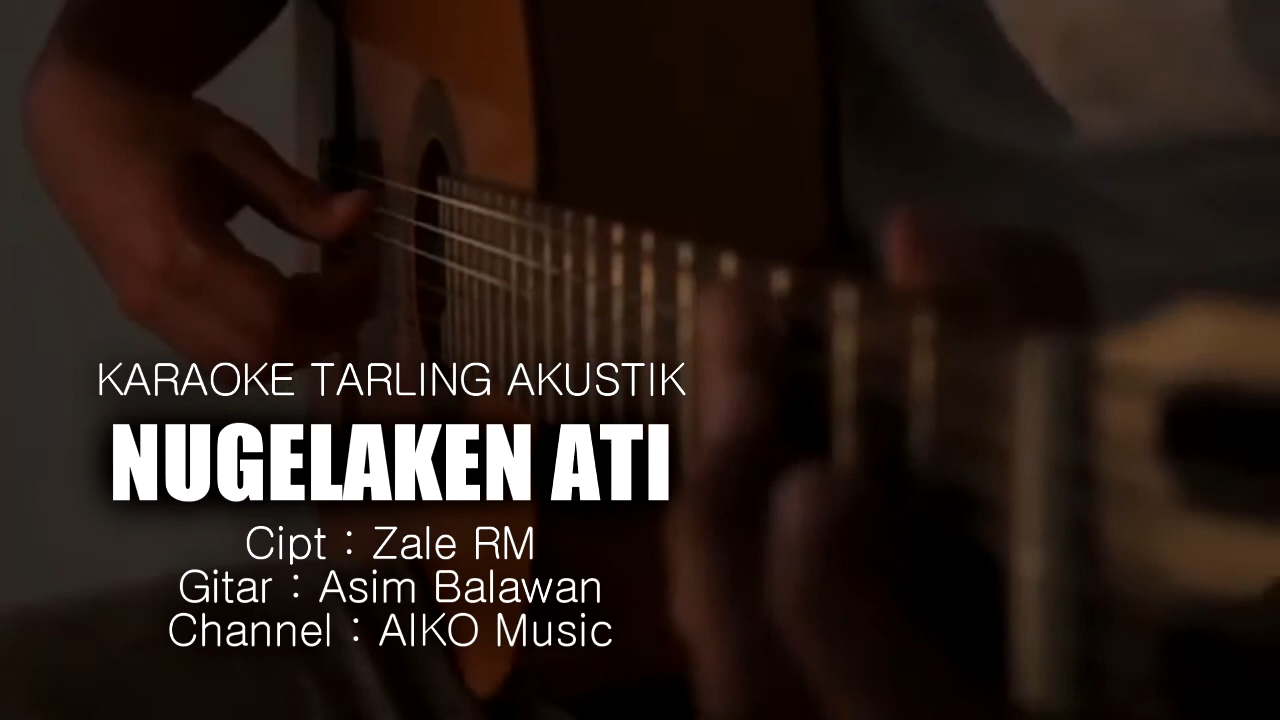 KARAOKE TARLING AKUSTIK
NUGELAKEN ATI
Cipt : Zale RM
Gitar : Asim Balawan
Channel : AIKO Music